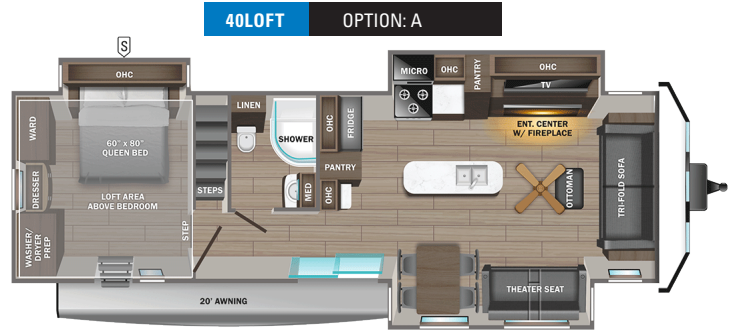 40LOFT OPTION: A
S
OHC
WARD
60" x 80"
QUEEN BED
DRESSER
LOFT AREA
ABOVE BEDROOM
WASHER/
DRYER
PREP
STEP
STEPS
LINEN
SHOWER
MED
OHC
FRIDGE
PANTRY
OHC
MICRO
OHC
PANTRY
OHC
TV
ENT. CENTER
W/ FIREPLACE
OTTOMAN
TRI-FOLD SOFA
THEATER SEAT
20' AWNING